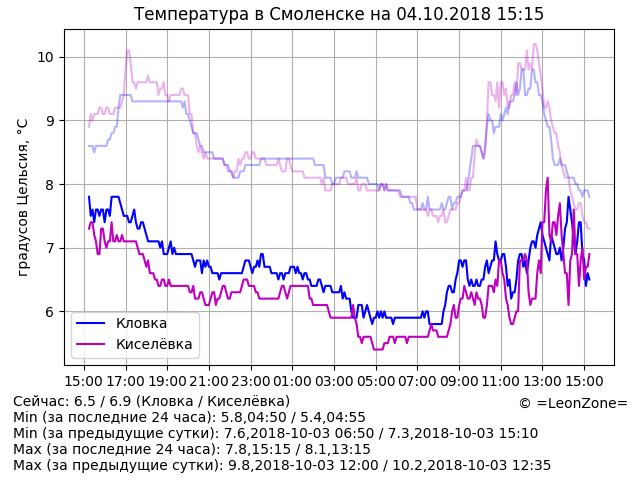 Температура в Смоленске на 04.10.2018 15:15
градусов Цельсия, °C
10
9
8
7
6
Кловка
Киселёвка
15:00 17:00 19:00 21:00 23:00 01:00 03:00 05:00 07:00 09:00 11:00 13:00 15:00
Сейчас: 6.5 / 6.9 (Кловка / Киселёвка)
© =LeonZone=
Min (за последние 24 часа): 5.8,04:50 / 5.4,04:55
Min (за предыдущие сутки): 7.6,2018-10-03 06:50 / 7.3,2018-10-03 15:10
Max (за последние 24 часа): 7.8,15:15 / 8.1,13:15
Max (за предыдущие сутки): 9.8,2018-10-03 12:00 / 10.2,2018-10-03 12:35